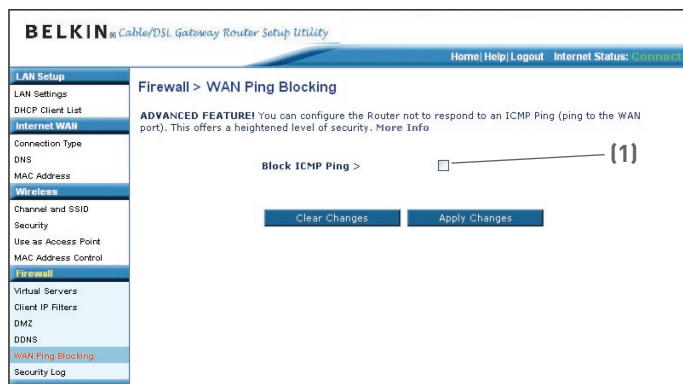 BELKIN® Cable/DSL Gateway Router Setup Utility
Home| Help| Logout Internet Status: Connect
LAN Setup
LAN Settings
DHCP Client List
Internet WAN
Connection Type
DNS
MAC Address
Wireless
Channel and SSID
Security
Use as Access Point
MAC Address Control
Firewall
Virtual Servers
Client IP Filters
DMZ
DDNS
WAN Ping Blocking
Security Log
Firewall > WAN Ping Blocking
ADVANCED FEATURE! You can configure the Router not to respond to an ICMP Ping (ping to the WAN
port). This offers a heightened level of security. More Info
Block ICMP Ping >
(1)
Clear Changes Apply Changes